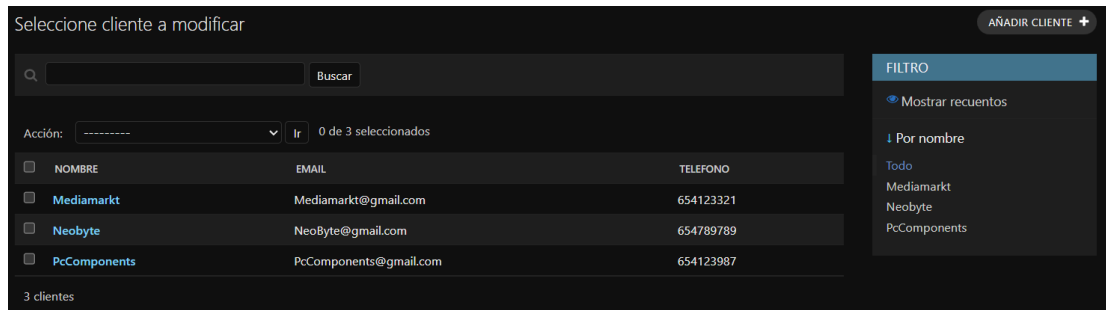 Seleccione cliente a modificar
AÑADIR CLIENTE +
Buscar
Acción: --------- Ir 0 de 3 seleccionados
NOMBRE EMAIL TELEFONO
Mediamarkt Mediamarkt@gmail.com 654123321
Neobyte NeoByte@gmail.com 654789789
PcComponents PcComponents@gmail.com 654123987
3 clientes
FILTRO
Mostrar recuentos
↓ Por nombre
Todo
Mediamarkt
Neobyte
PcComponents